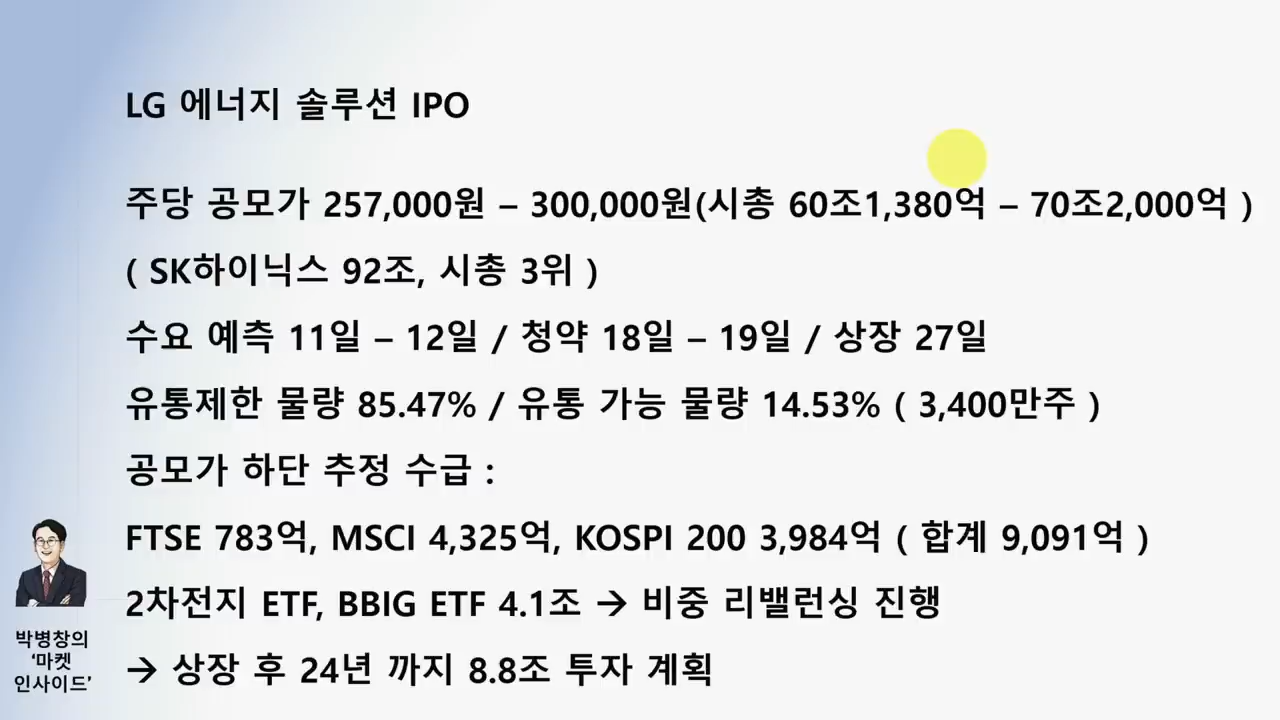 LG 에너지 솔루션 IPO
주당 공모가 257,000원 – 300,000원(시총 60조1,380억 – 70조2,000억 )
( SK하이닉스 92조, 시총 3위 )
수요 예측 11일 – 12일 / 청약 18일 – 19일 / 상장 27일
유통제한 물량 85.47% / 유통 가능 물량 14.53% ( 3,400만주 )
공모가 하단 추정 수급 :
FTSE 783억, MSCI 4,325억, KOSPI 200 3,984억 ( 합계 9,091억 )
2차전지 ETF, BBIG ETF 4.1조 → 비중 리밸런싱 진행
→ 상장 후 24년 까지 8.8조 투자 계획
박병창의
‘마켓
인사이드’